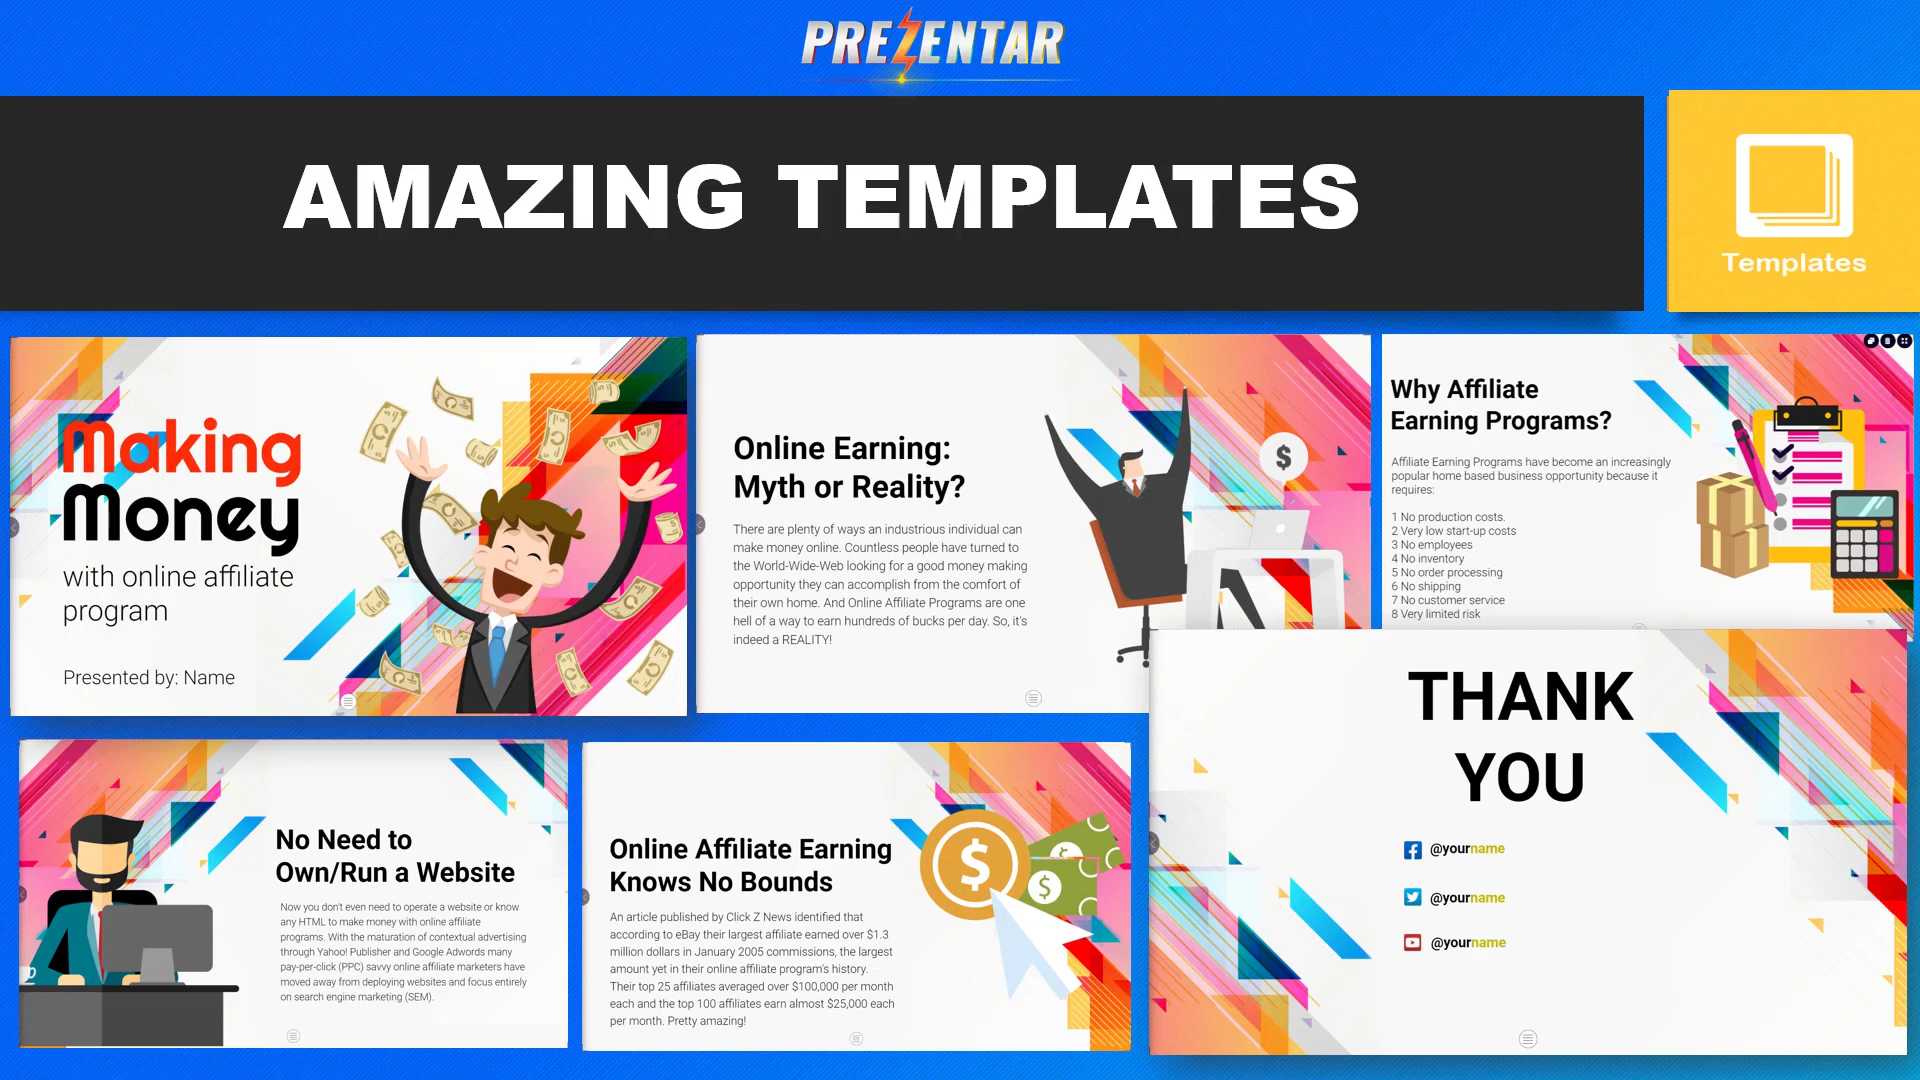 PREZENTAR
AMAZING TEMPLATES
Templates
Making
Money
with online affiliate
program
Presented by: Name
Online Earning:
Myth or Reality?
There are plenty of ways an industrious individual can
make money online. Countless people have turned to
the World-Wide-Web looking for a good money making
opportunity they can accomplish from the comfort of
their own home. And Online Affiliate Programs are one
hell of a way to earn hundreds of bucks per day. So, it's
indeed a REALITY!
$
Why Affiliate
Earning Programs?
Affiliate Earning Programs have become an increasingly
popular home based business opportunity because it
requires:
1 No production costs.
2 Very low start-up costs
3 No employees
4 No inventory
5 No order processing
6 No shipping
7 No customer service
8 Very limited risk
No Need to
Own/Run a Website
Now you don't even need to operate a website or know
any HTML to make money with online affiliate
programs. With the maturation of contextual advertising
through Yahoo! Publisher and Google Adwords many
pay-per-click (PPC) savvy online affiliate marketers have
moved away from deploying websites and focus entirely
on search engine marketing (SEM).
Online Affiliate Earning
Knows No Bounds
An article published by Click Z News identified that
according to eBay their largest affiliate earned over $1.3
million dollars in January 2005 commissions, the largest
amount yet in their online affiliate program's history.
Their top 25 affiliates averaged over $100,000 per month
each and the top 100 affiliates earn almost $25,000 each
per month. Pretty amazing!
$
$
THANK
YOU
@yourname
@yourname
@yourname